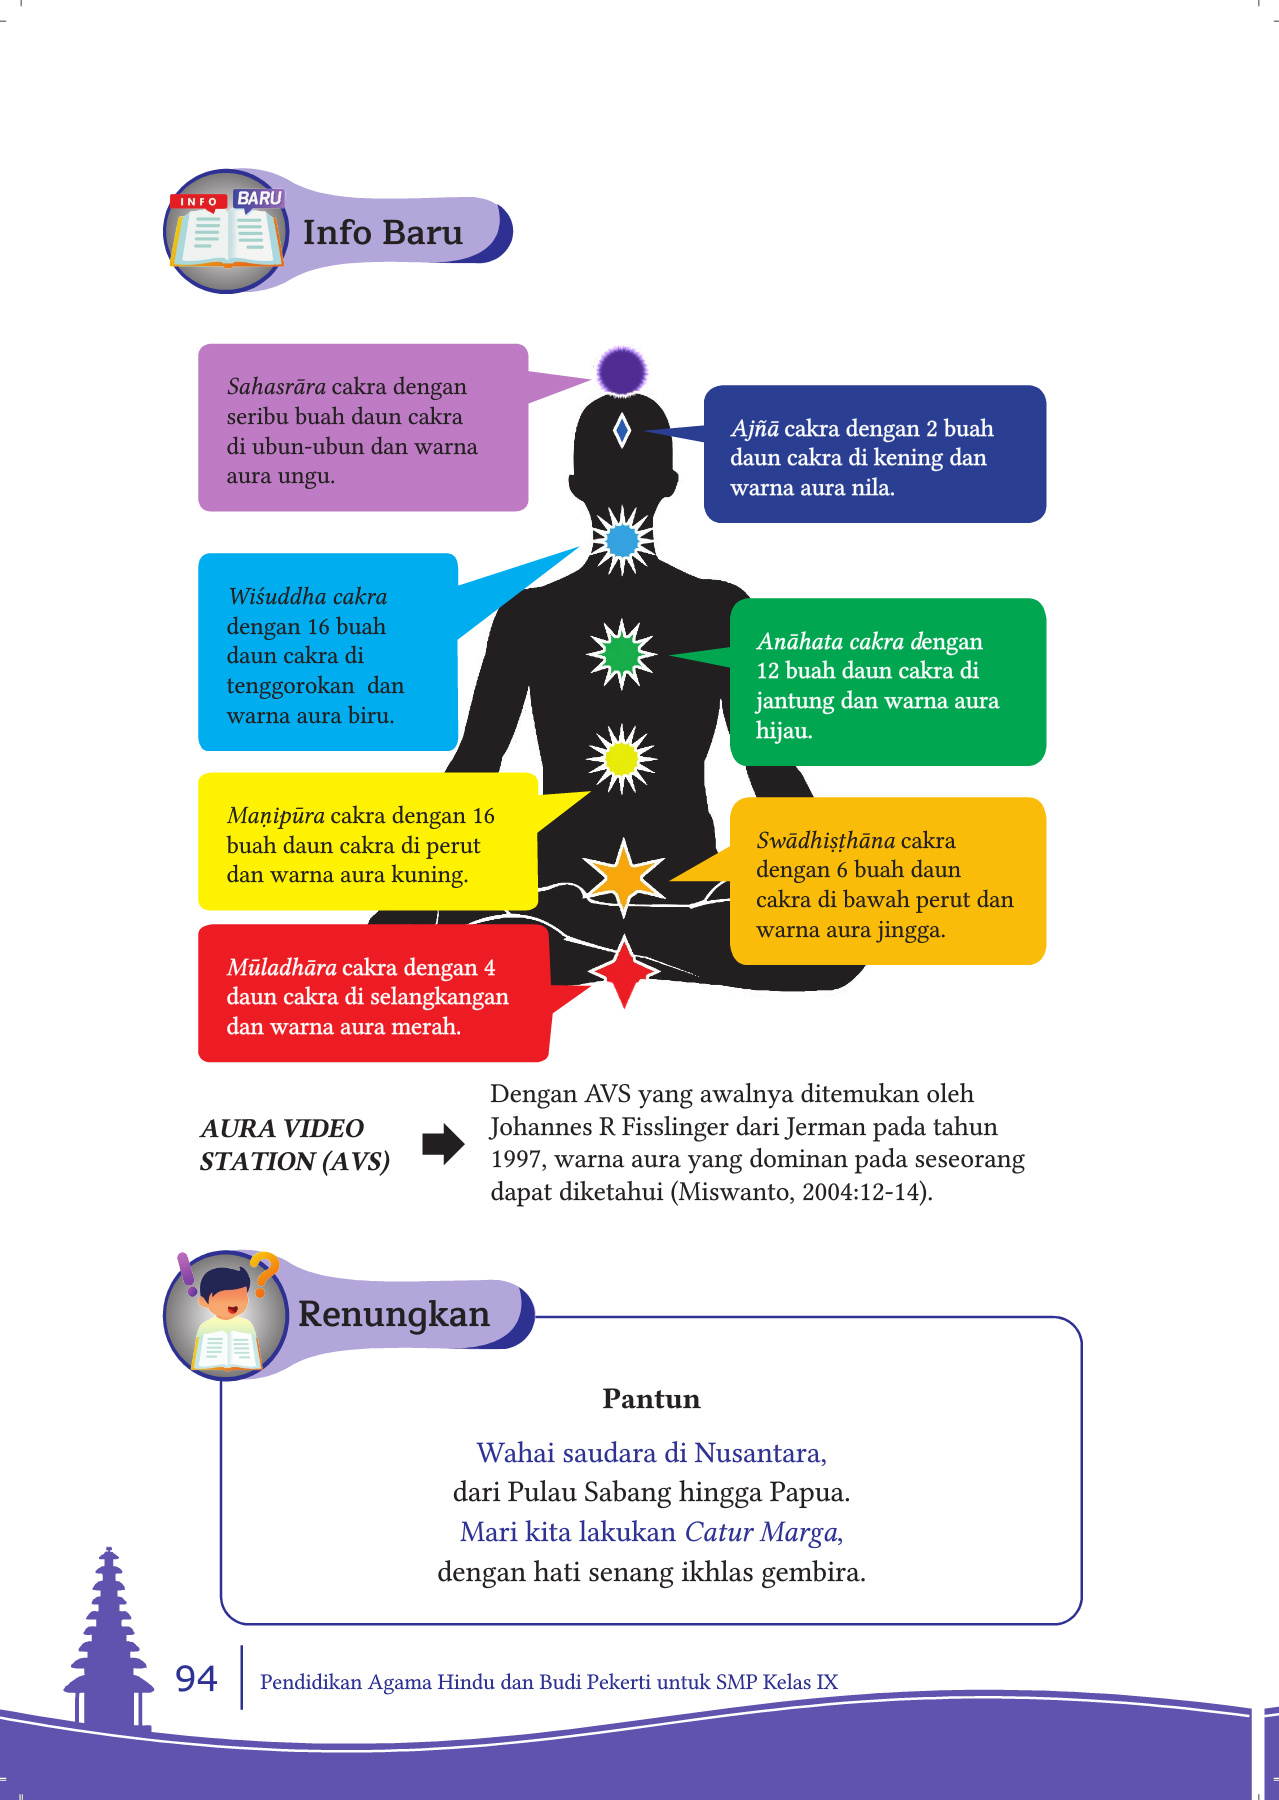 INFO
BARU
Info Baru
Sahasrāra cakra dengan
seribu buah daun cakra
di ubun-ubun dan warna
aura ungu.
Ajñā cakra dengan 2 buah
daun cakra di kening dan
warna aura nila.
Wiśuddha cakra
dengan 16 buah
daun cakra di
tenggorokan dan
warna aura biru.
Anāhata cakra dengan
12 buah daun cakra di
jantung dan warna aura
hijau.
Maṇipūra cakra dengan 16
buah daun cakra di perut
dan warna aura kuning.
Swādhiṣṭhāna cakra
dengan 6 buah daun
cakra di bawah perut dan
warna aura jingga.
Mūladhāra cakra dengan 4
daun cakra di selangkangan
dan warna aura merah.
AURA VIDEO
STATION (AVS)
Dengan AVS yang awalnya ditemukan oleh
Johannes R Fisslinger dari Jerman pada tahun
1997, warna aura yang dominan pada seseorang
dapat diketahui (Miswanto, 2004:12-14).
Renungkan
Pantun
Wahai saudara di Nusantara,
dari Pulau Sabang hingga Papua.
Mari kita lakukan Catur Marga,
dengan hati senang ikhlas gembira.
94
Pendidikan Agama Hindu dan Budi Pekerti untuk SMP Kelas IX